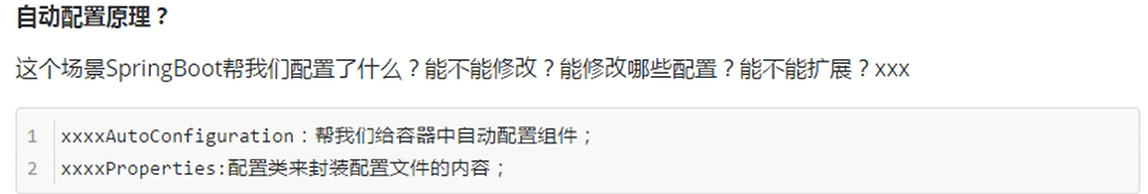 自动配置原理？
这个场景SpringBoot帮我们配置了什么？能不能修改？能修改哪些配置？能不能扩展？xxx
1 xxxxAutoConfiguration：帮我们给容器中自动配置组件；
2 xxxxProperties:配置类来封装配置文件的内容；